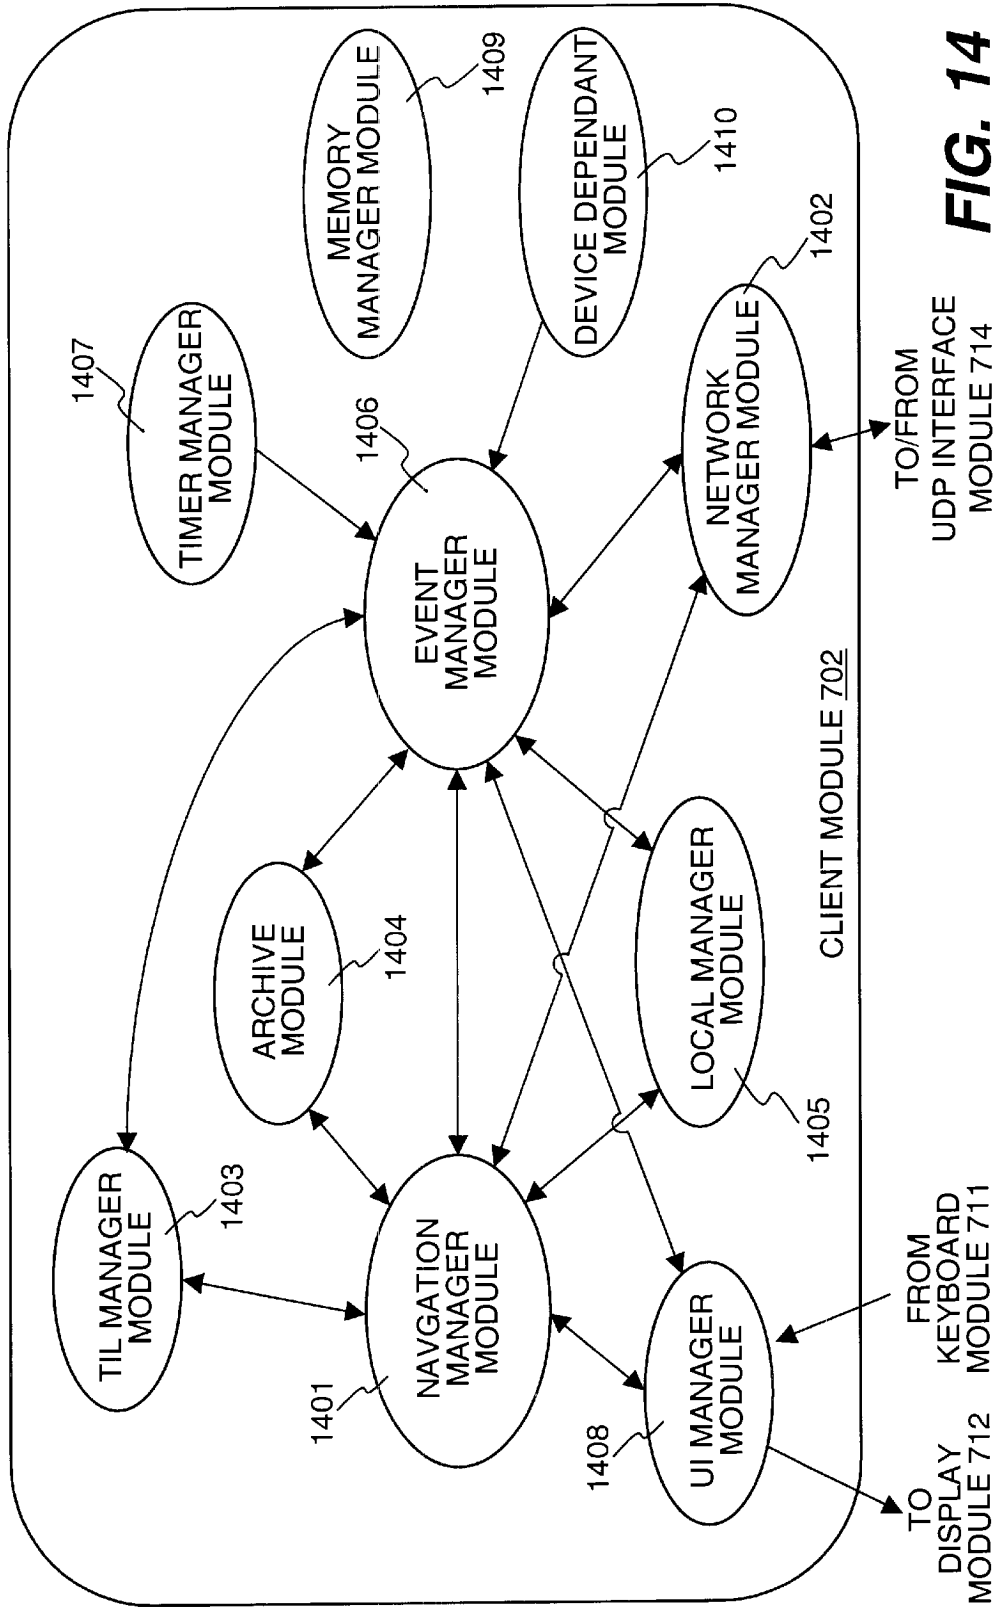 TIL MANAGER
MODULE
1403
1407
TIMER MANAGER
MODULE
MEMORY
MANAGER MODULE
1409
ARCHIVE
MODULE
1404
1406
EVENT
MANAGER
MODULE
1401
NAVGATION
MANAGER
MODULE
DEVICE DEPENDANT
MODULE
1410
1408
UI MANAGER
MODULE
LOCAL MANAGER
MODULE
1405
NETWORK
MANAGER MODULE
1402
CLIENT MODULE 702
TO
DISPLAY
MODULE 712
FROM
KEYBOARD
MODULE 711
TO/FROM
UDP INTERFACE
MODULE 714
FIG. 14